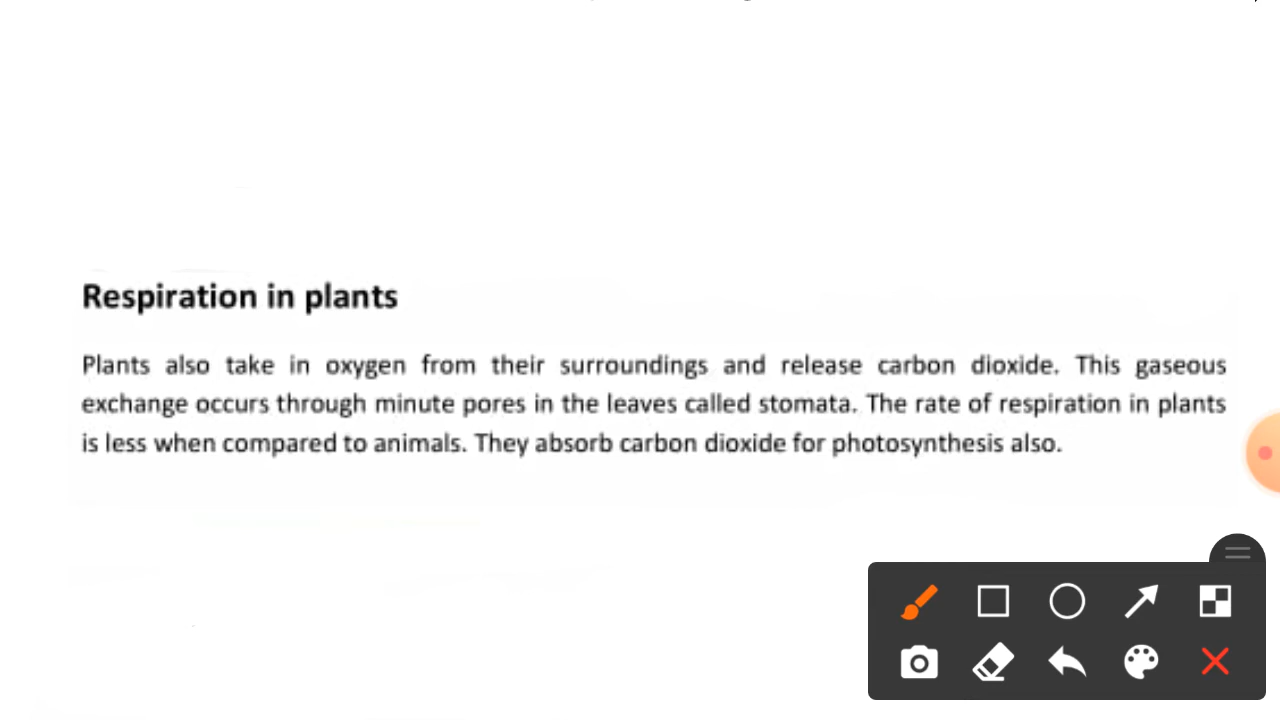 Respiration in plants
Plants also take in oxygen from their surroundings and release carbon dioxide. This gaseous
exchange occurs through minute pores in the leaves called stomata. The rate of respiration in plants
is less when compared to animals. They absorb carbon dioxide for photosynthesis also.